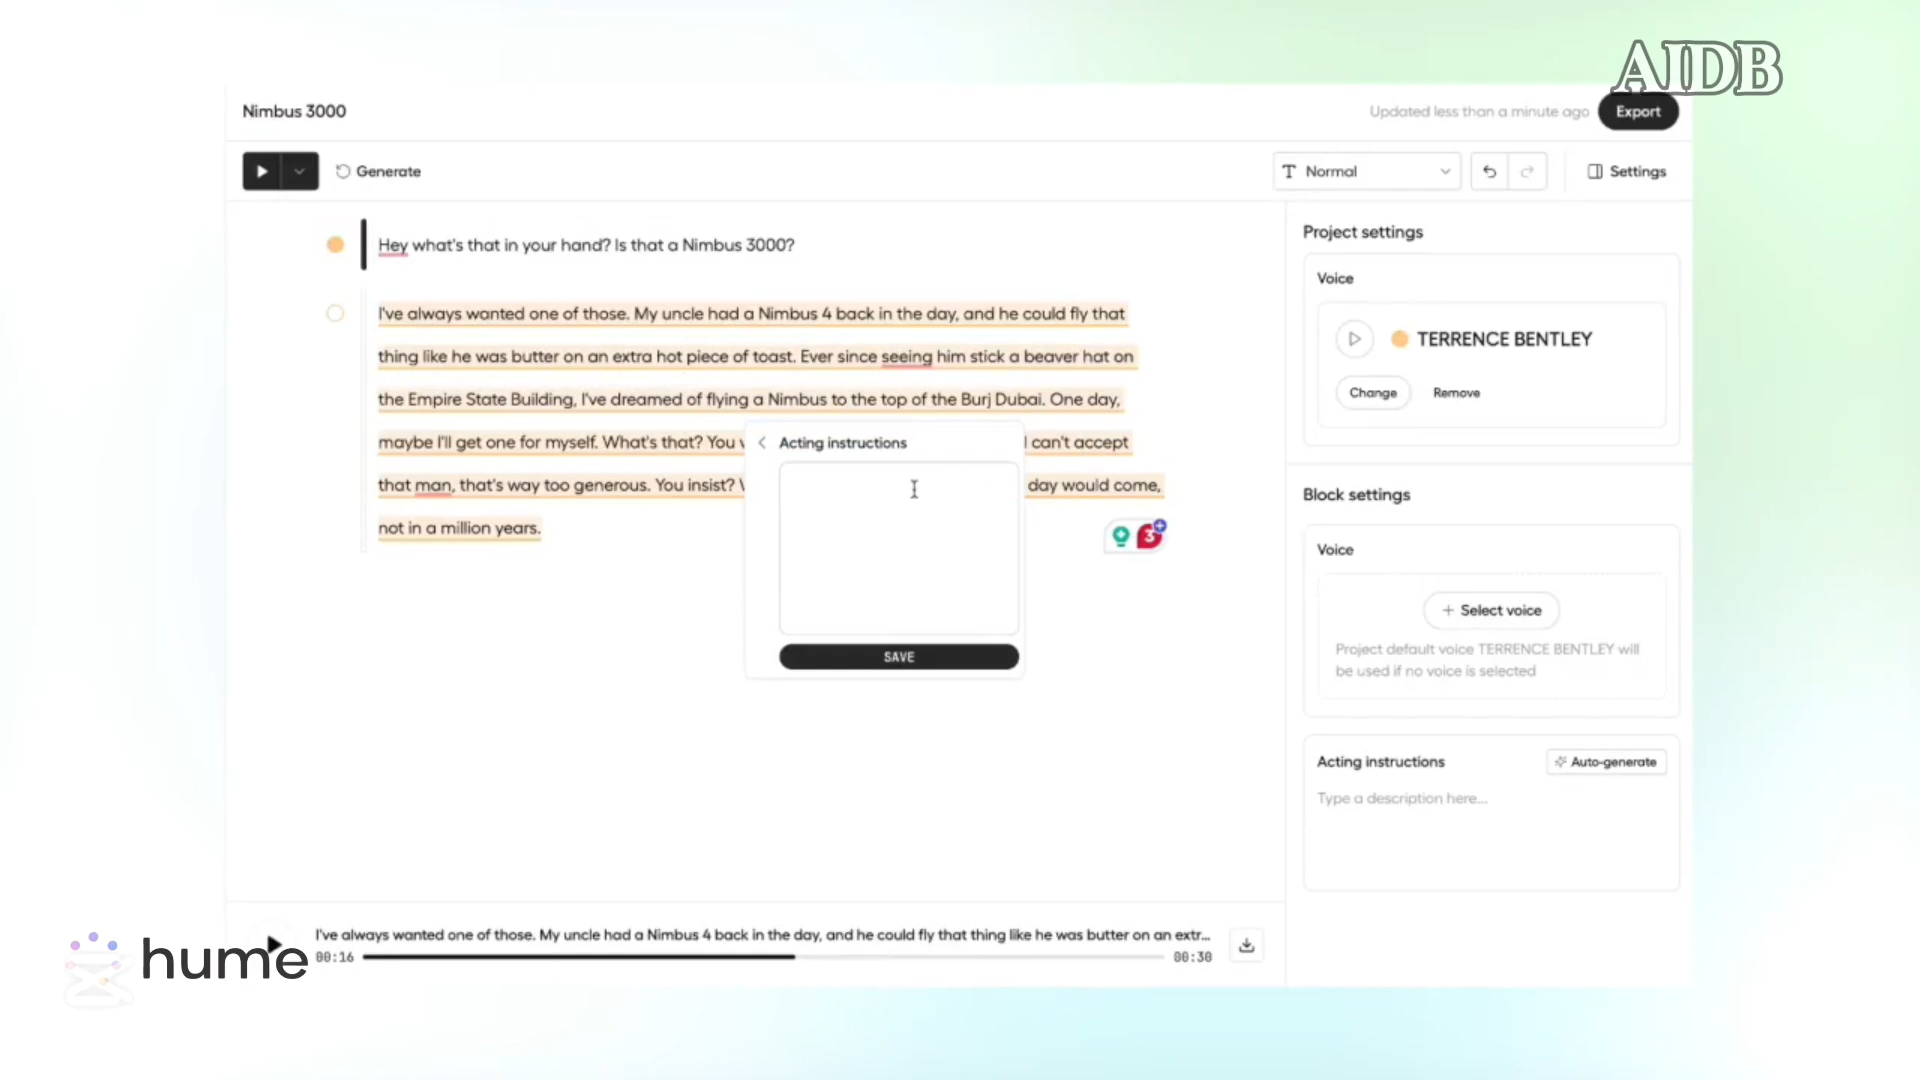 AIDB
Nimbus 3000
Updated less than a minute ago
Export
Generate
Normal
Settings
Hey what's that in your hand? Is that a Nimbus 3000?
I've always wanted one of those. My uncle had a Nimbus 4 back in the day, and he could fly that
thing like he was butter on an extra hot piece of toast. Ever since seeing him stick a beaver hat on
the Empire State Building, I've dreamed of flying a Nimbus to the top of the Burj Dubai. One day,
maybe I'll get one for myself. What's that? You I can't accept
that man, that's way too generous. You insist? day would come,
not in a million years.
Acting instructions
SAVE
3
Project settings
Voice
TERRENCE BENTLEY
Change
Remove
Block settings
Voice
+ Select voice
Project default voice TERRENCE BENTLEY will
be used if no voice is selected
Acting instructions
Auto-generate
Type a description here...
I've always wanted one of those. My uncle had a Nimbus 4 back in the day, and he could fly that thing like he was butter on an extr...
00:16
00:30
hume